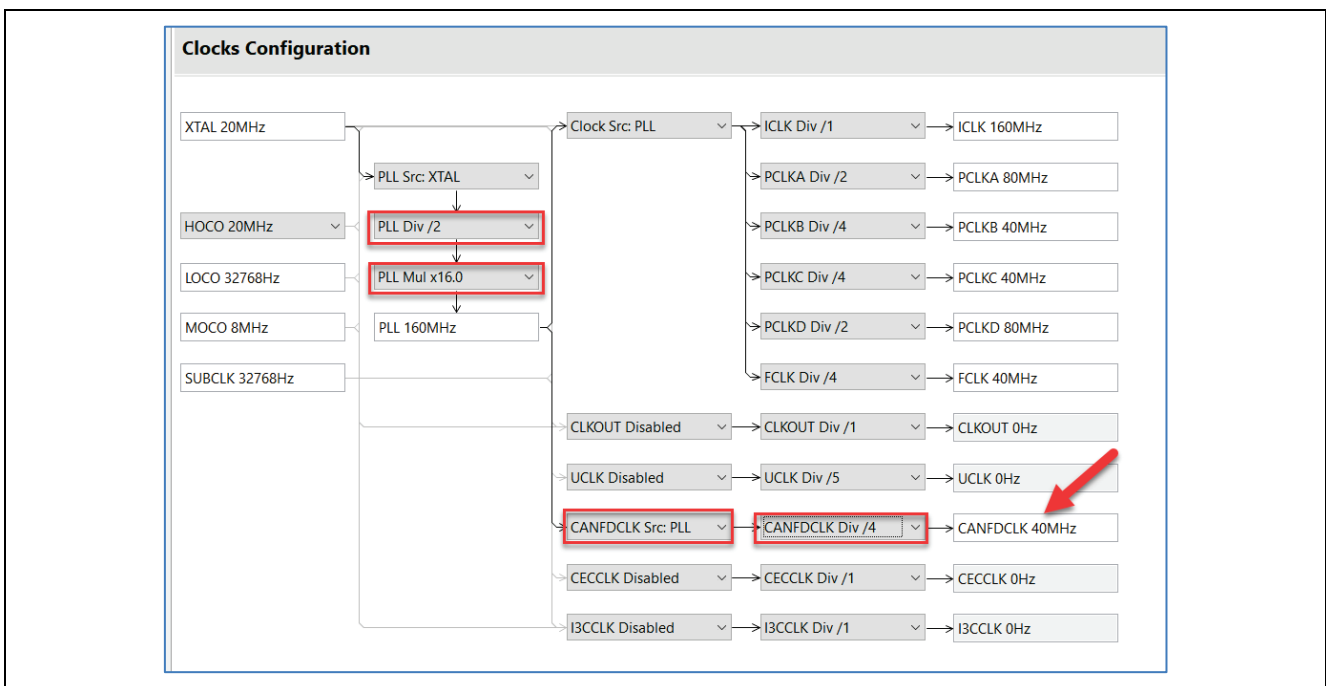 Clocks Configuration
XTAL 20MHz
Clock Src: PLL
ICLK Div /1
ICLK 160MHz
PLL Src: XTAL
PCLKA Div /2
PCLKA 80MHz
HOCO 20MHz
PLL Div /2
PCLKB Div /4
PCLKB 40MHz
LOCO 32768Hz
PLL Mul x16.0
PCLKC Div /4
PCLKC 40MHz
MOCO 8MHz
PLL 160MHz
PCLKD Div /2
PCLKD 80MHz
SUBCLK 32768Hz
FCLK Div /4
FCLK 40MHz
CLKOUT Disabled
CLKOUT Div /1
CLKOUT 0Hz
UCLK Disabled
UCLK Div /5
UCLK 0Hz
CANFDCLK Src: PLL
CANFDCLK Div /4
CANFDCLK 40MHz
CECCLK Disabled
CECCLK Div /1
CECCLK 0Hz
I3CCLK Disabled
I3CCLK Div /1
I3CCLK 0Hz